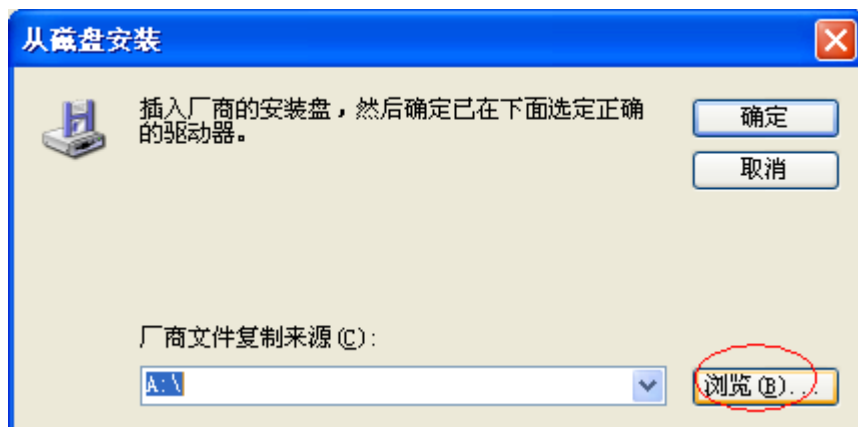 从磁盘安装
插入厂商的安装盘，然后确定已在下面选定正确
的驱动器。
确定
取消
厂商文件复制来源(C):
A:\
浏览(B)...